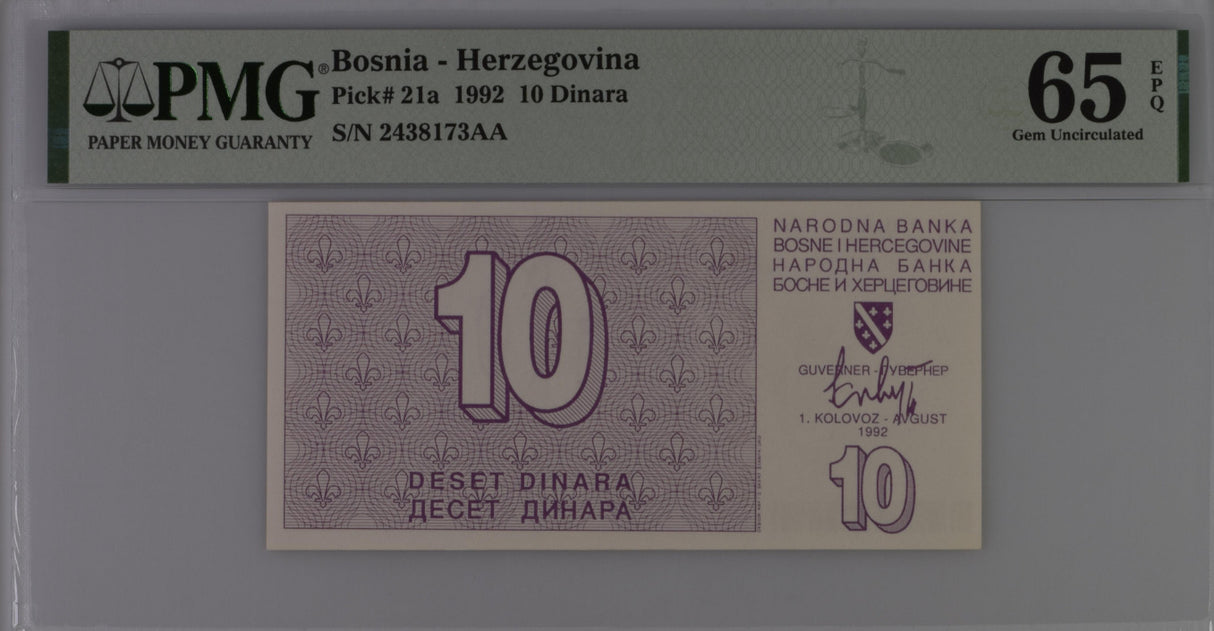 PMG®
PAPER MONEY GUARANTY
Bosnia - Herzegovina
Pick# 21a 1992 10 Dinara
S/N 2438173AA
65
EPQ
Gem Uncirculated
10
DESET DINARA
ДЕСЕТ ДИНАРА
NARODNA BANKA
BOSNE I HERCEGOVINE
НАРОДНА БАНКА
БОСНЕ И ХЕРЦЕГОВИНЕ
GUVERNER - ГУВЕРНЕР
1. KOLOVOZ - AVGUST
1992
10